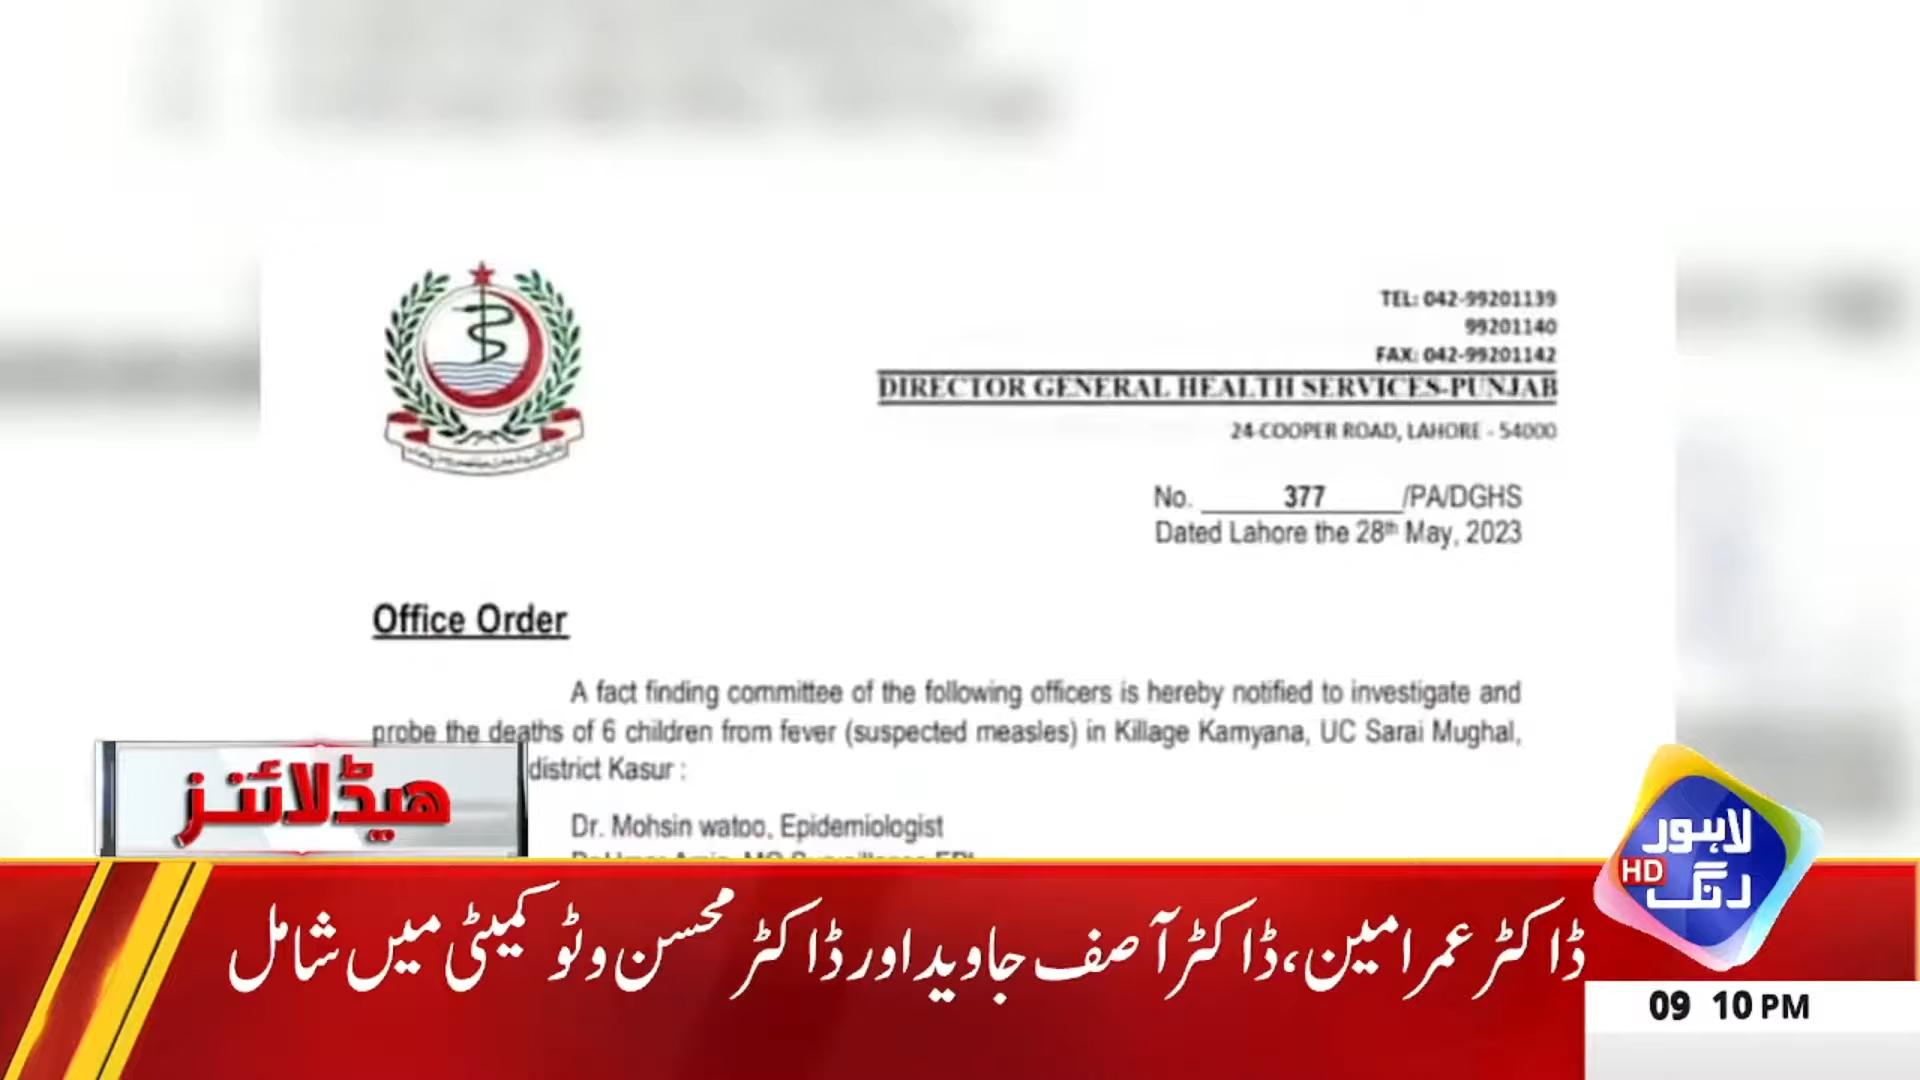 TEL: 042-99201139
99201140
FAX: 042-99201142
DIRECTOR GENERAL HEALTH SERVICES-PUNJAB
24-COOPER ROAD, LAHORE - 54000
No. 377 /PA/DGHS
Dated Lahore the 28th May, 2023
Office Order
A fact finding committee of the following officers is hereby notified to investigate and
probe the deaths of 6 children from fever (suspected measles) in Killage Kamyana, UC Sarai Mughal,
district Kasur :
Dr. Mohsin watoo, Epidemiologist
ہیڈلائنز
لاہور
رنگ
HD
ڈاکٹر عمر امین، ڈاکٹر آصف جاوید اور ڈاکٹر محسن وٹو کمیٹی میں شامل
09 10 PM